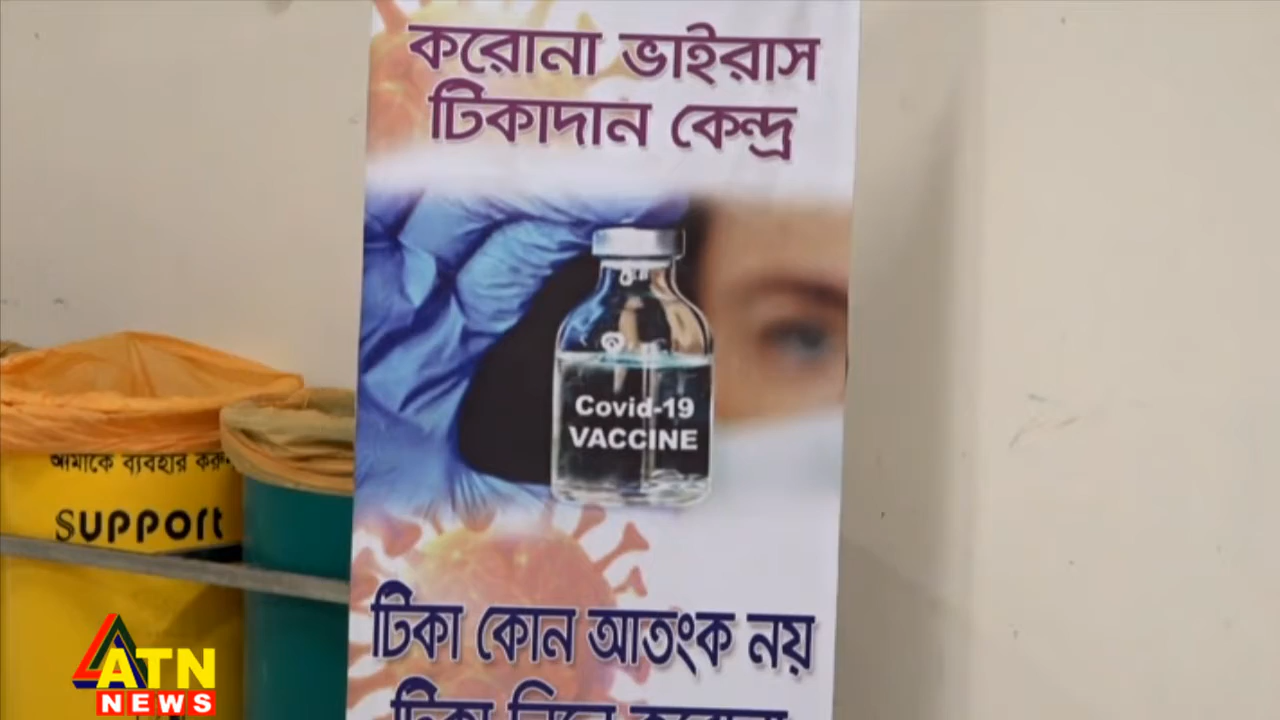 করোনা ভাইরাস
টিকাদান কেন্দ্র
Covid-19
VACCINE
আমাকে ব্যবহার করুন
SUPPORT
টিকা কোন আতংক নয়
ATN
NEWS